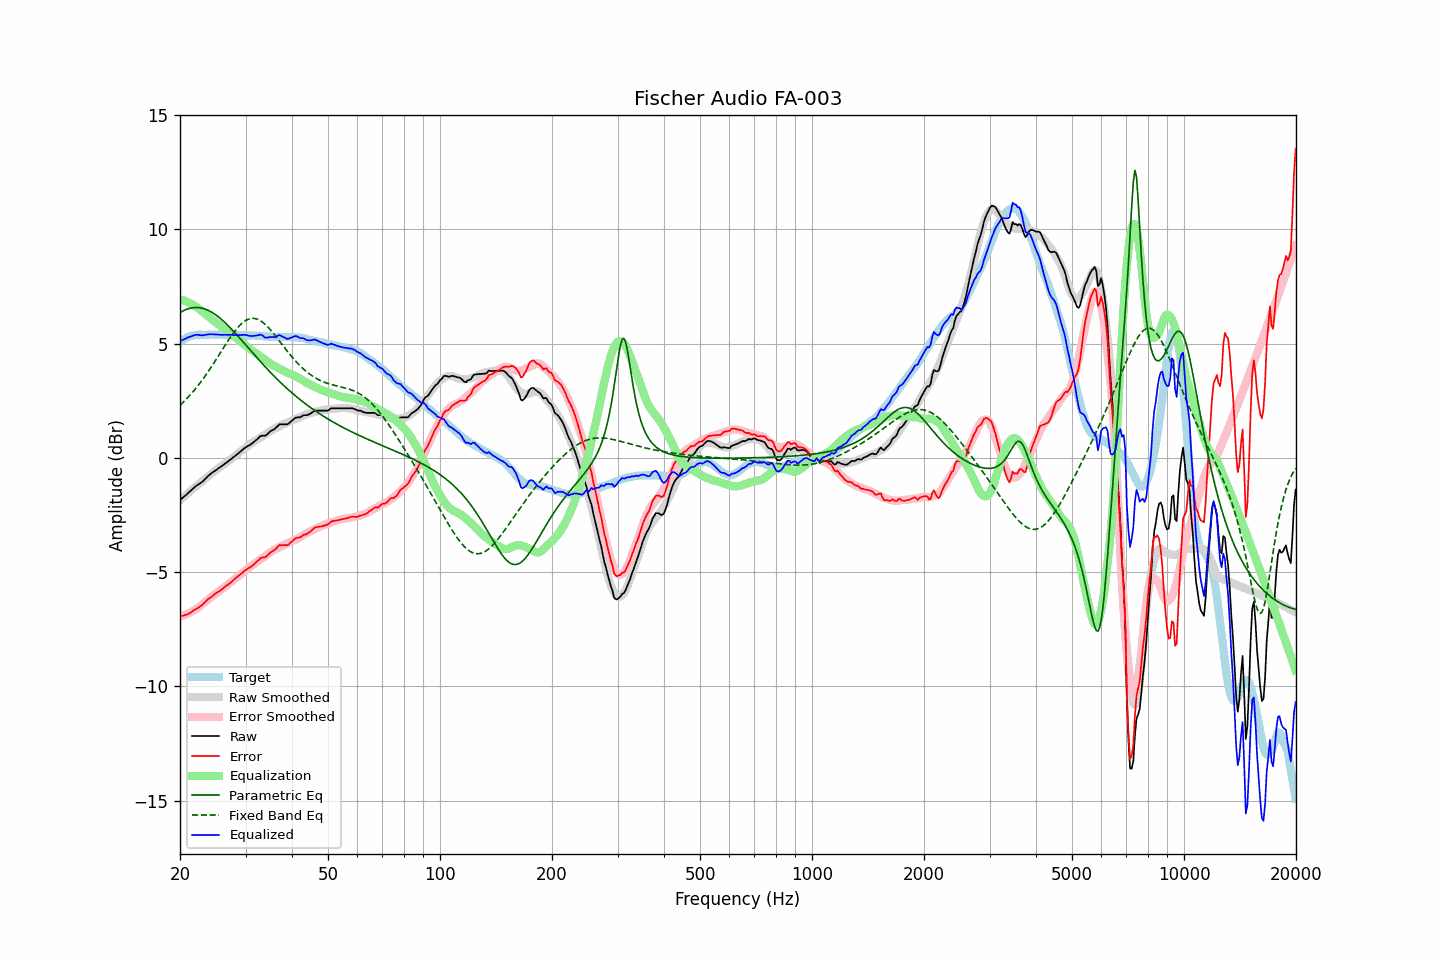 Fischer Audio FA-003
15
10
5
0
−5
−10
−15
Amplitude (dBr)
Target
Raw Smoothed
Error Smoothed
Raw
Error
Equalization
Parametric Eq
Fixed Band Eq
Equalized
20 50 100 200 500 1000 2000 5000 10000 20000
Frequency (Hz)